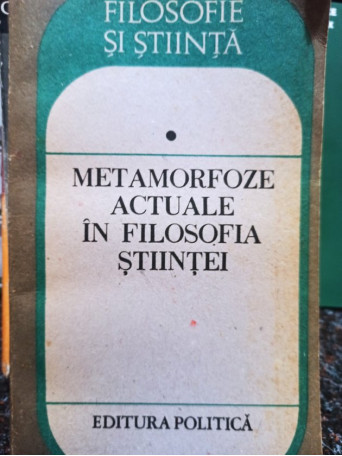 FILOSOFIE
ȘI ȘTIINȚĂ
METAMORFOZE
ACTUALE
ÎN FILOSOFIA
ȘTIINȚEI
EDITURA POLITICĂ